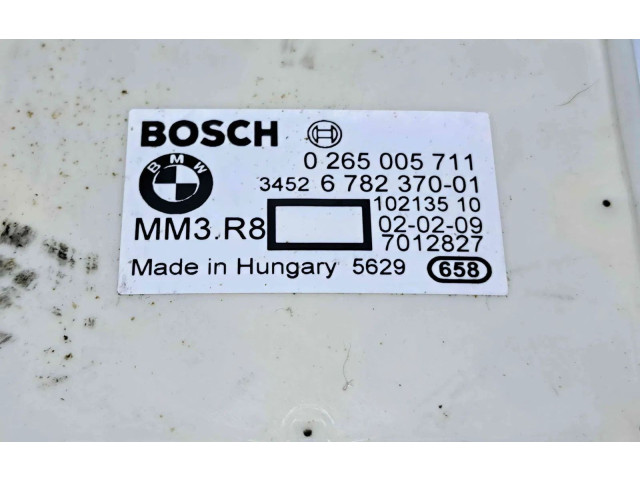 BOSCH
0 265 005 711
BMW
3452 6 782 370-01
102135 10
MM3.R8 02-02-09
7012827
Made in Hungary 5629 658